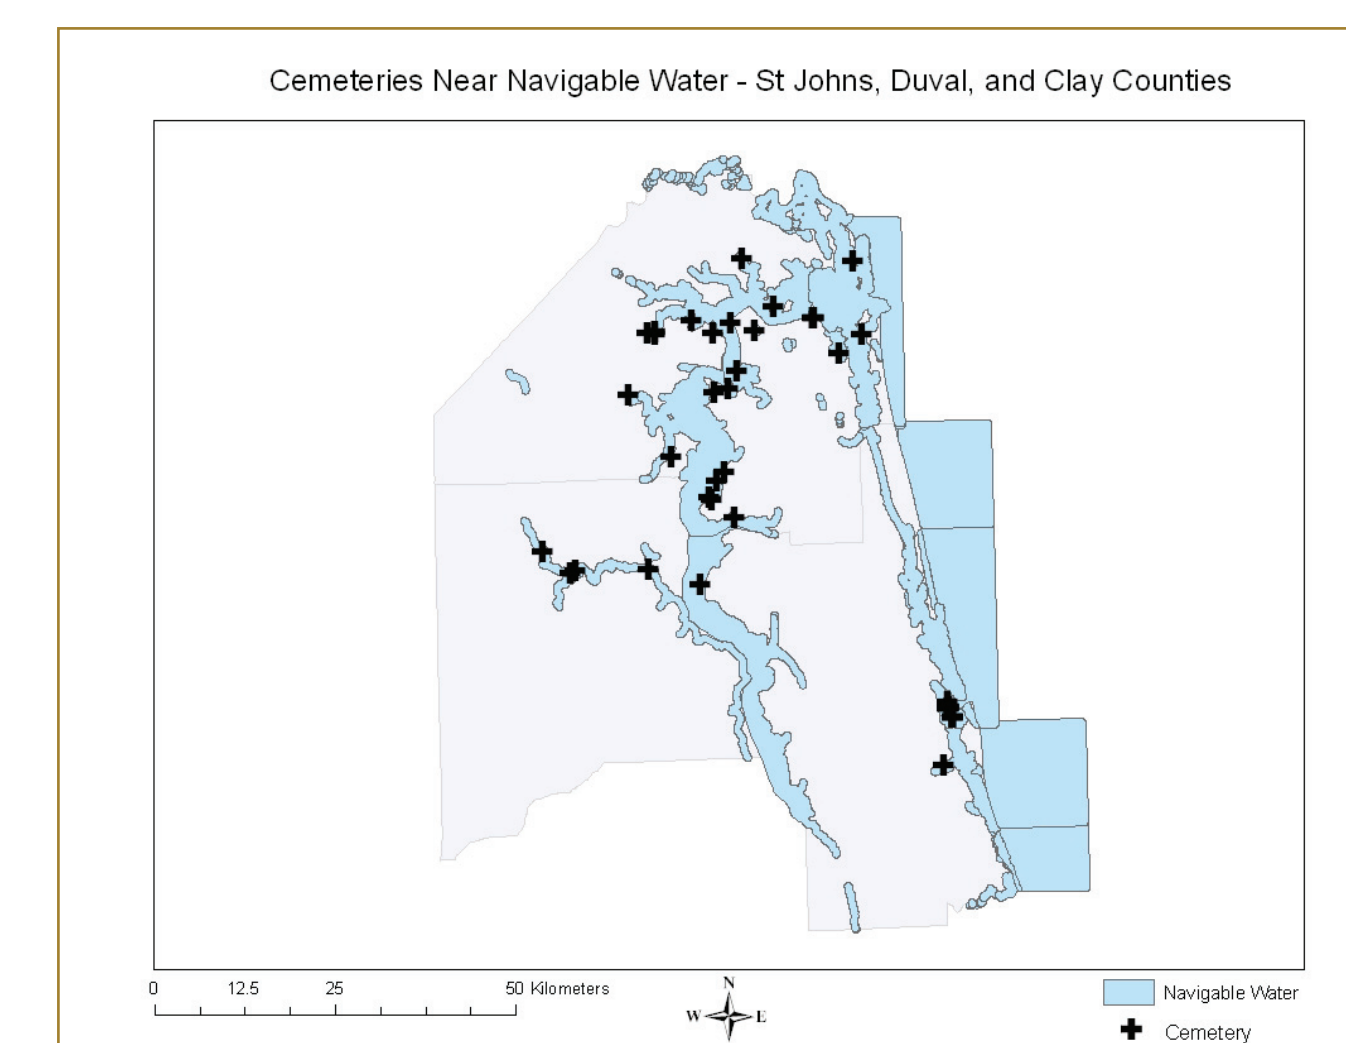 Cemeteries Near Navigable Water - St Johns, Duval, and Clay Counties
0 12.5 25 50 Kilometers
N
W E
Navigable Water
Cemetery